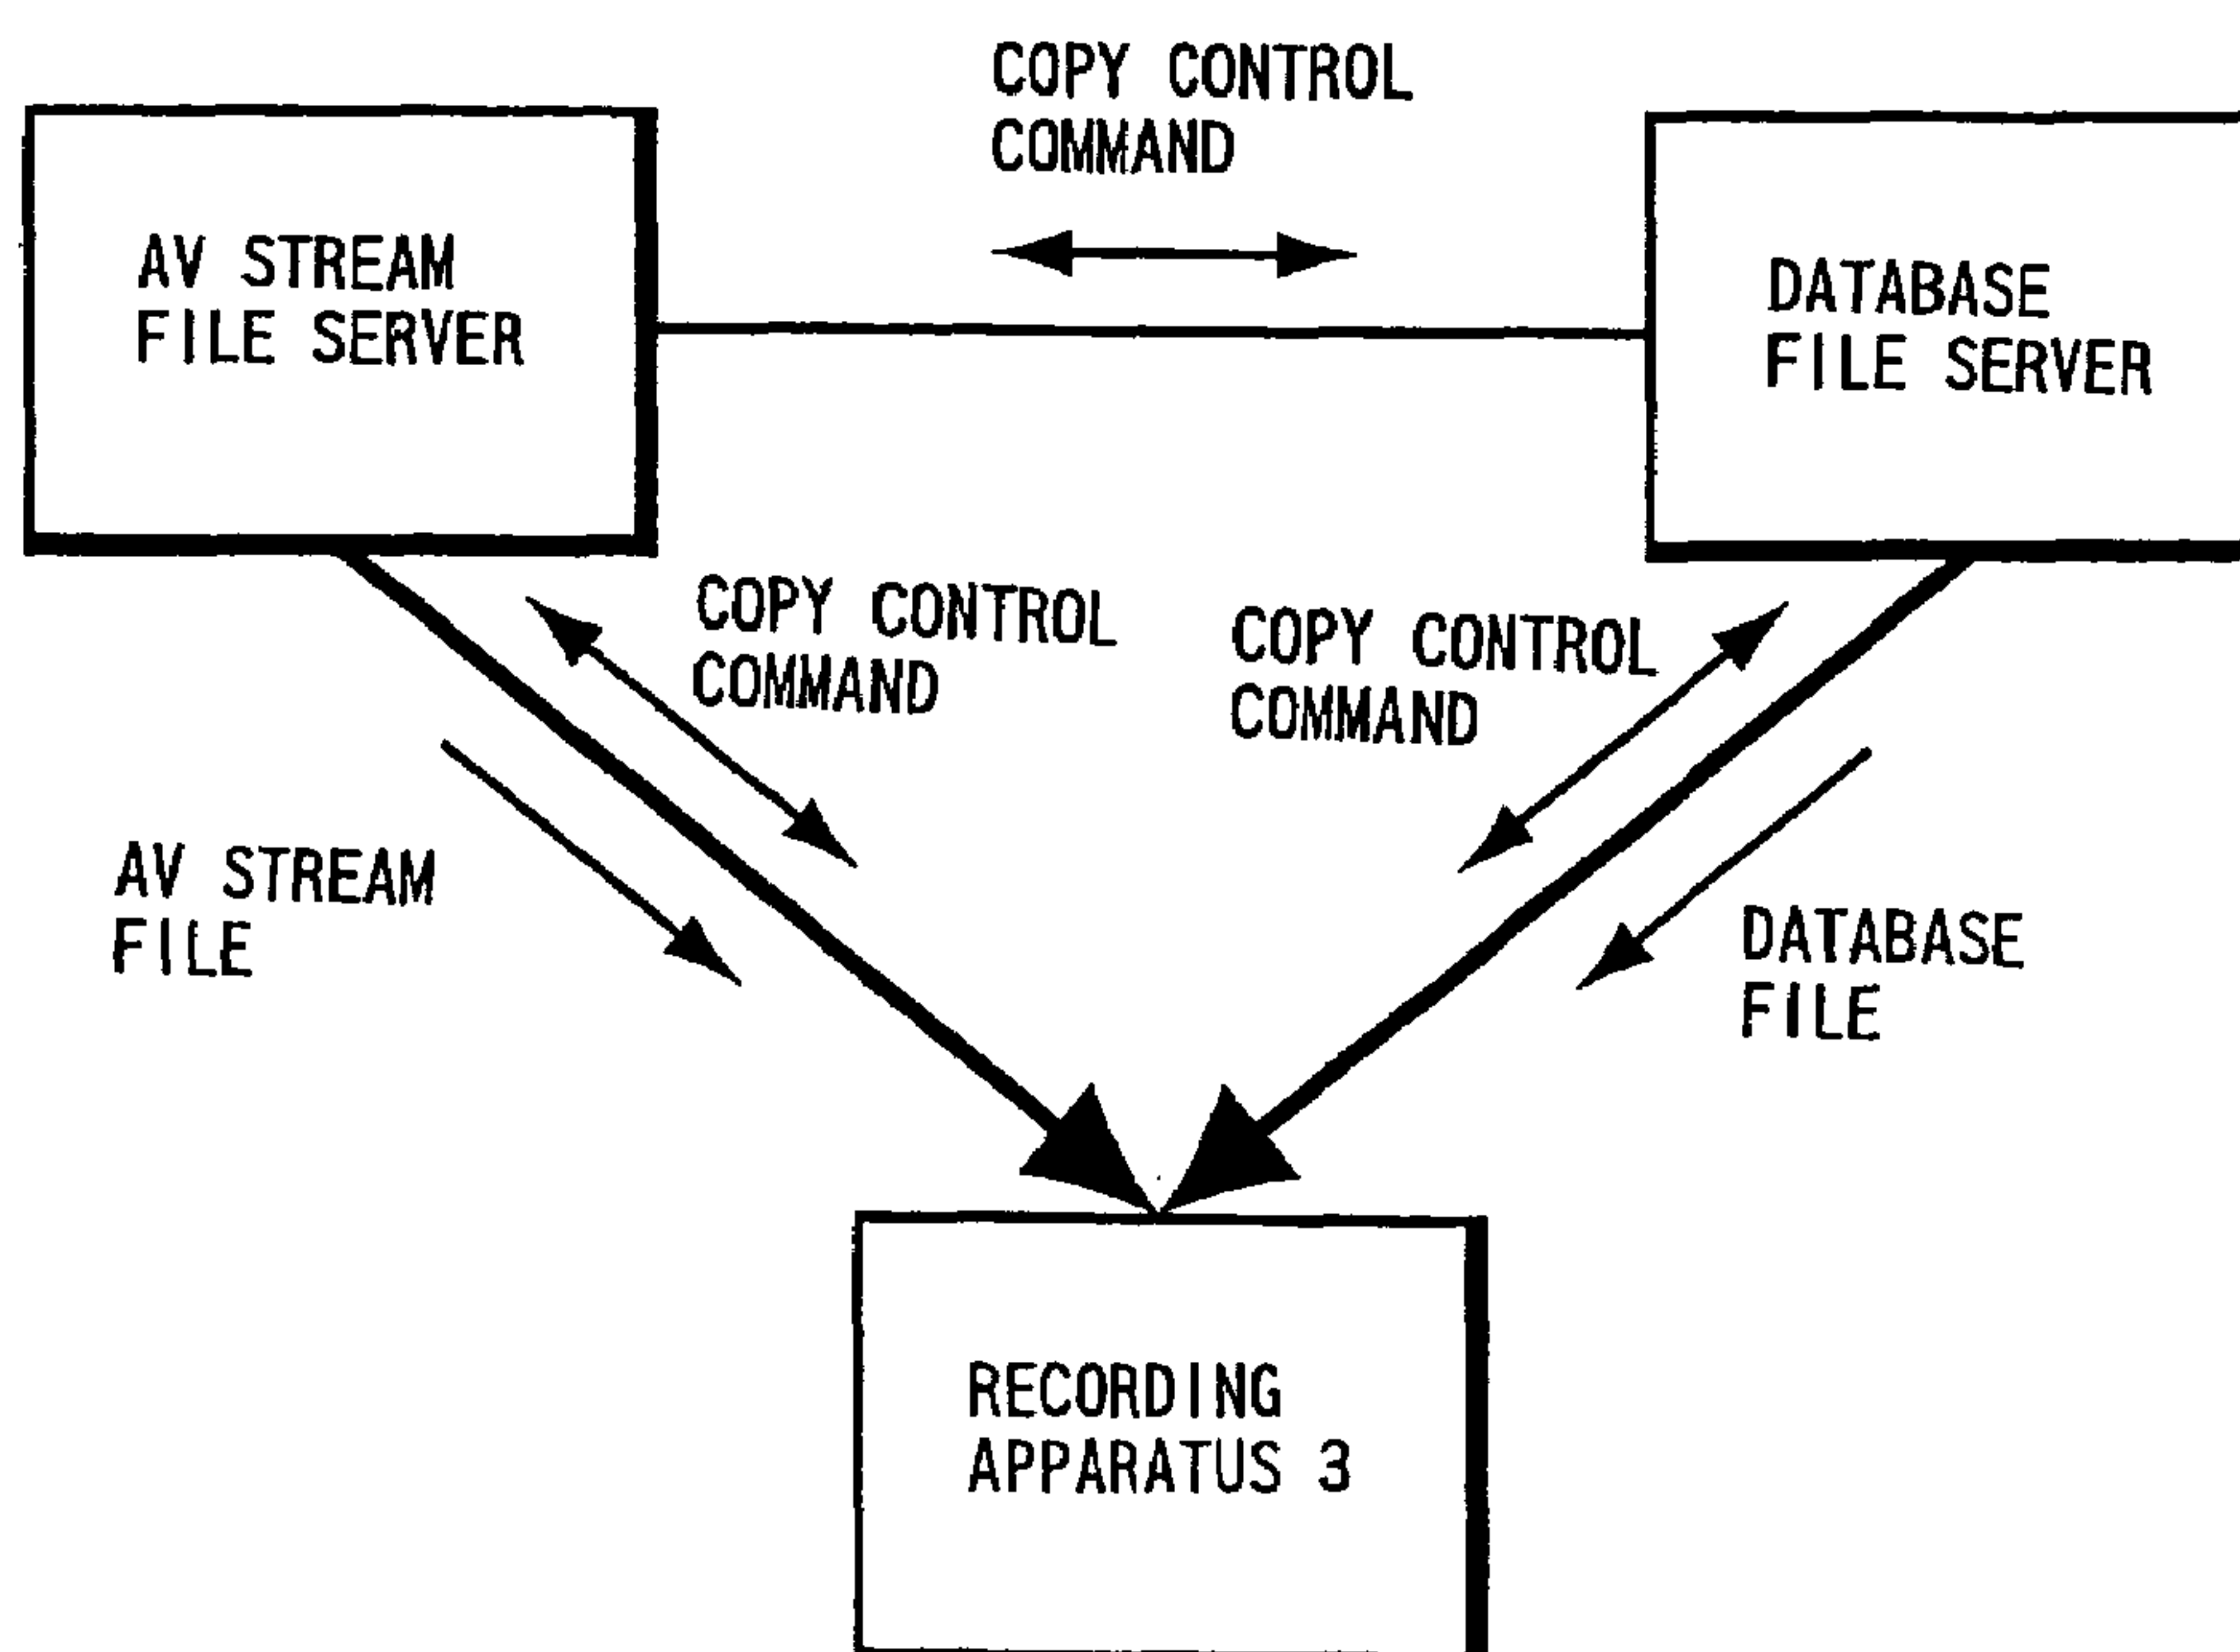 COPY CONTROL
COMMAND
AV STREAM
FILE SERVER
DATABASE
FILE SERVER
COPY CONTROL
COMMAND
COPY CONTROL
COMMAND
AV STREAM
FILE
DATABASE
FILE
RECORDING
APPARATUS 3